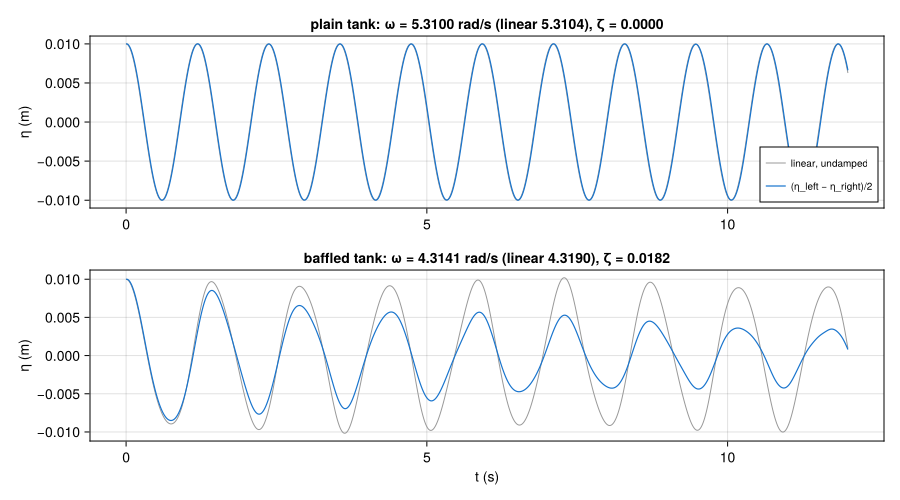 plain tank: ω = 5.3100 rad/s (linear 5.3104), ζ = 0.0000
η (m)
0.010
0.005
0.000
−0.005
−0.010
linear, undamped
(η_left − η_right)/2
0
5
10
baffled tank: ω = 4.3141 rad/s (linear 4.3190), ζ = 0.0182
η (m)
0.010
0.005
0.000
−0.005
−0.010
0
5
10
t (s)